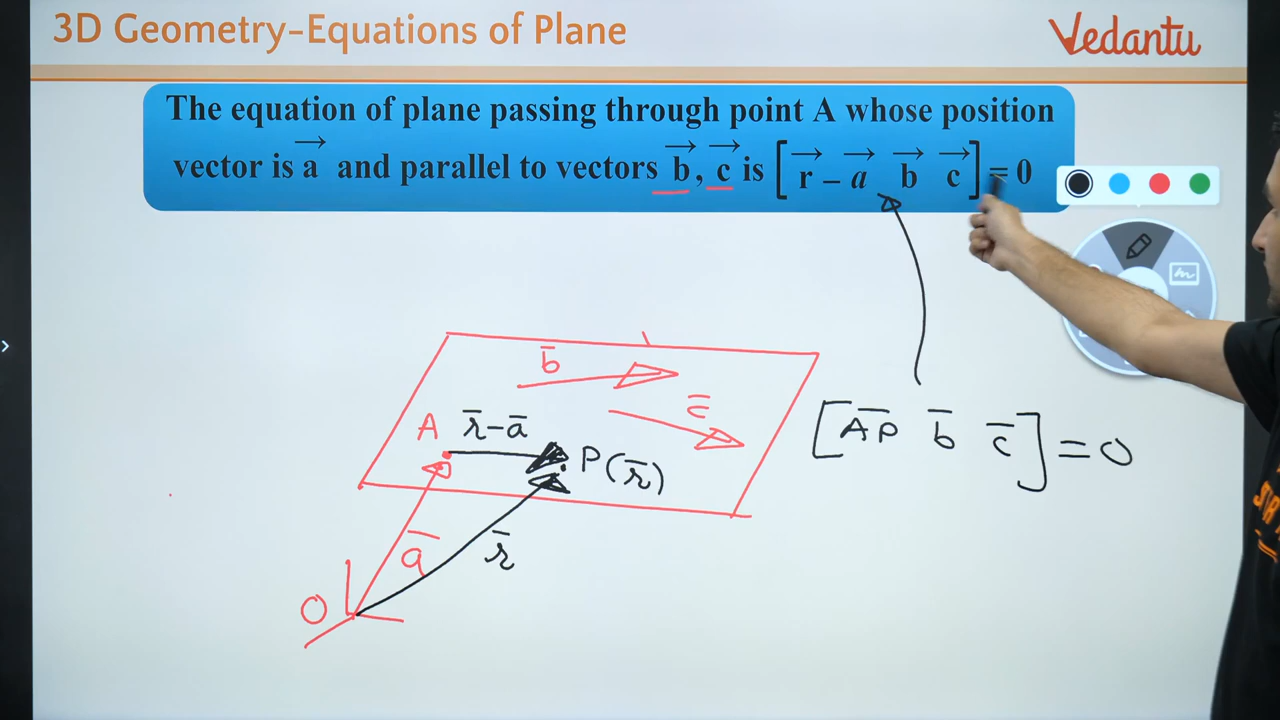 3D Geometry-Equations of Plane
Vedantu
The equation of plane passing through point A whose position
vector is a⃗ and parallel to vectors b⃗, c⃗ is [r⃗ – a⃗ b⃗ c⃗] = 0
b̄
c̄
A
r̄-ā
P(r̄)
[A̅P̅ b̄ c̄] = 0
ā
r̄
O